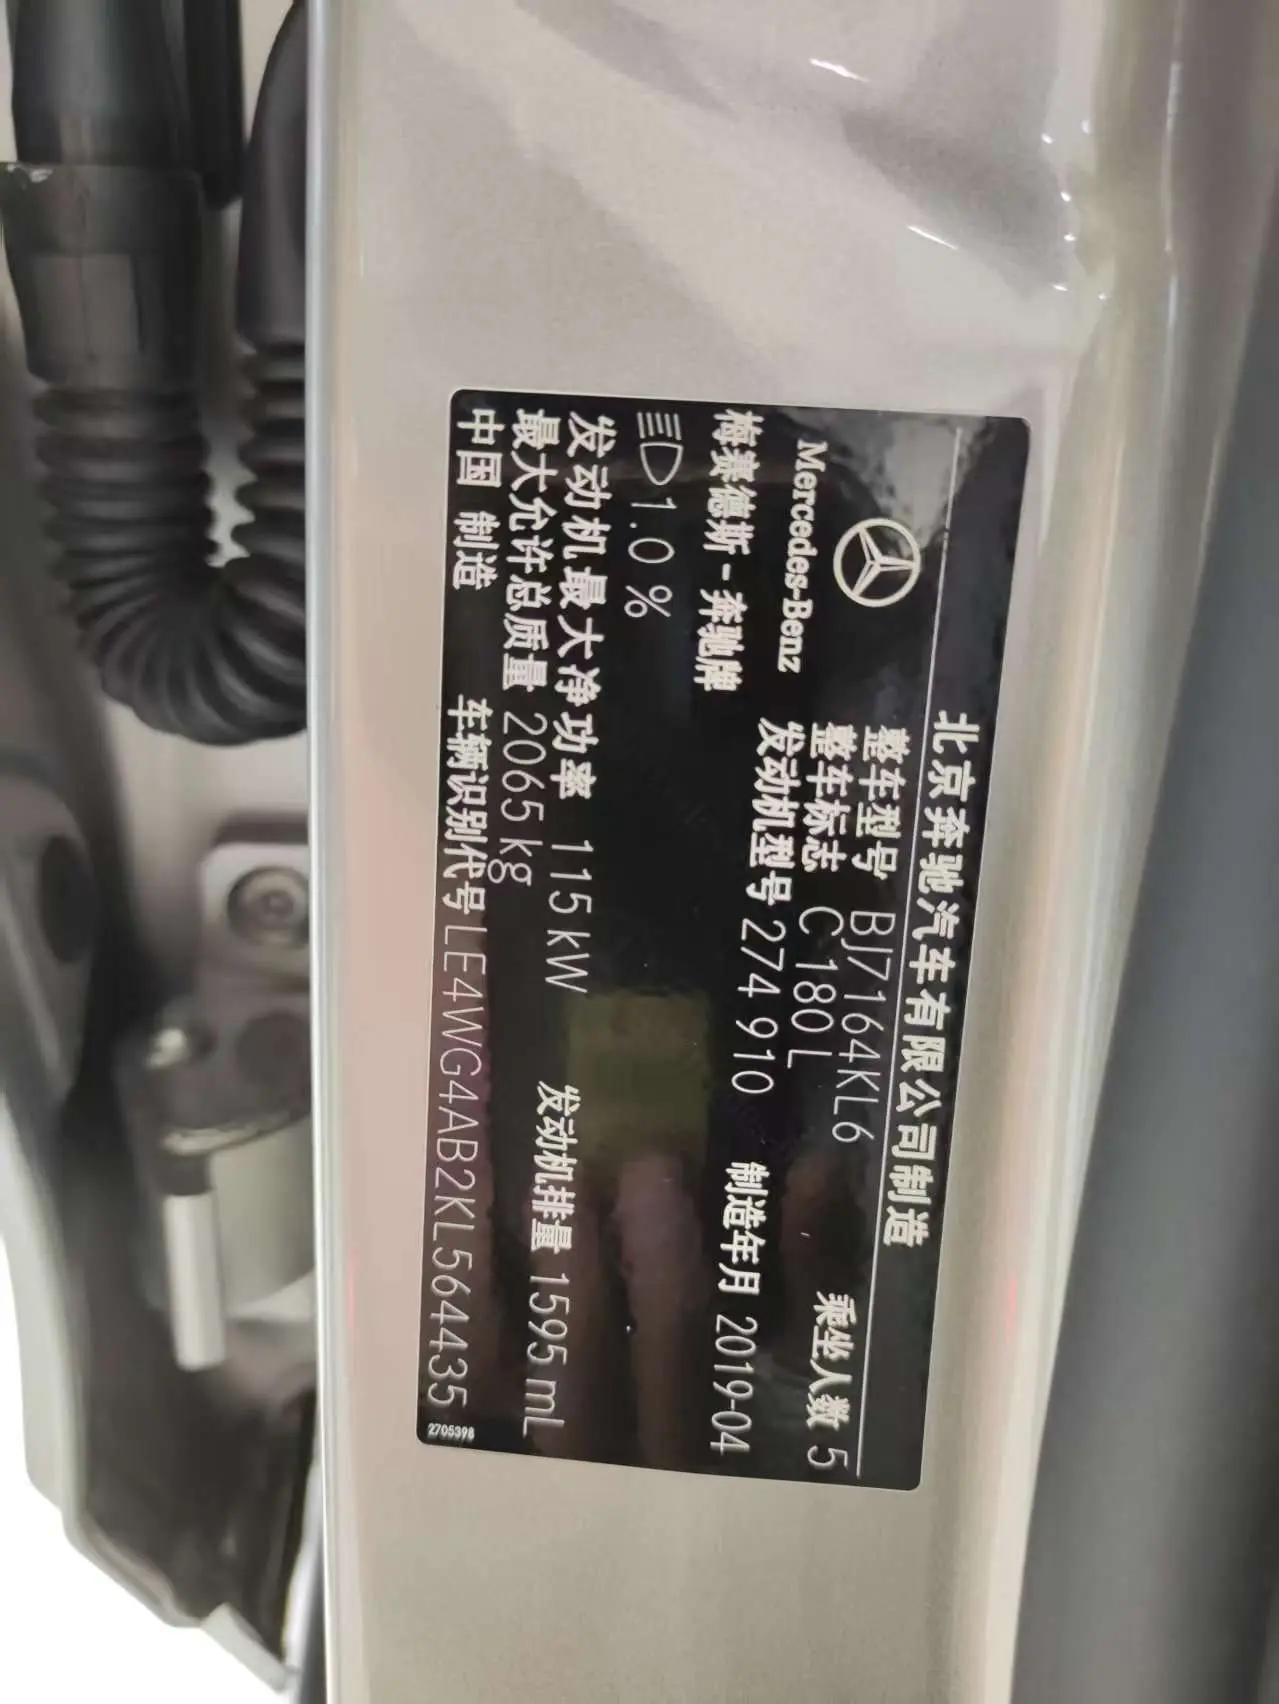 北京奔驰汽车有限公司制造
Mercedes-Benz
梅赛德斯-奔驰牌
整车型号 BJ7164KL6
整车标志 C 180 L
乘坐人数 5
发动机型号 274 910
制造年月 2019-04
1.0 %
发动机最大净功率 115 kW
发动机排量 1595 mL
最大允许总质量 2065 kg
中国 制造
车辆识别代号 LE4WG4AB2KL564435
2705398